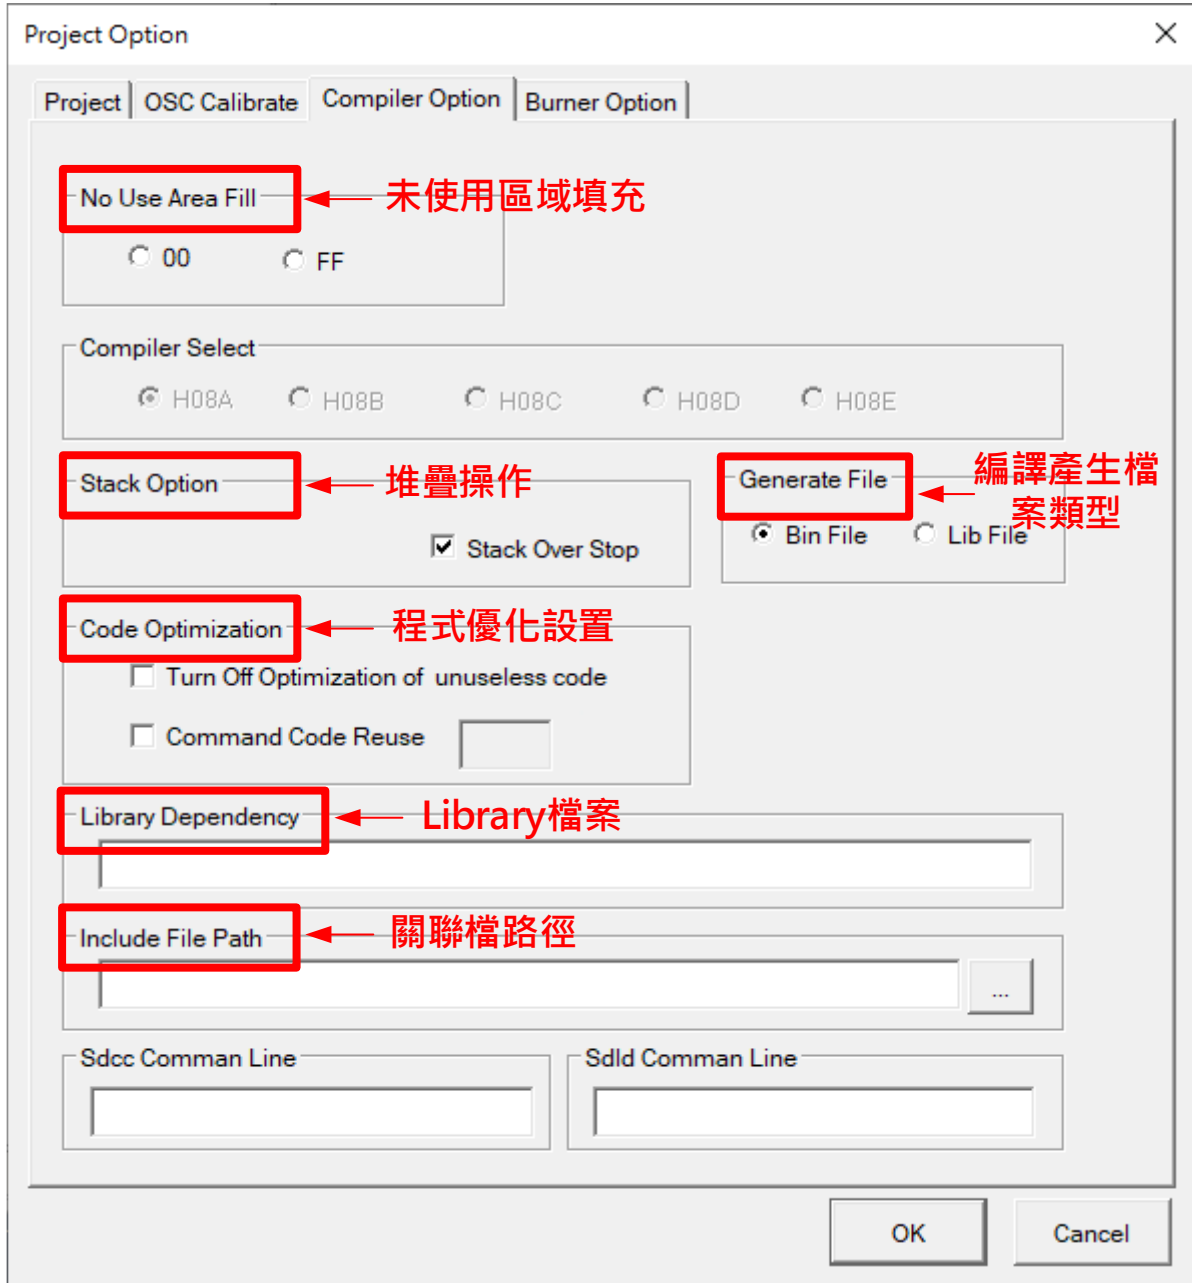 Project Option
Project OSC Calibrate Compiler Option Burner Option
No Use Area Fill 未使用區域填充
00 FF
Compiler Select
H08A H08B H08C H08D H08E
Stack Option 堆疊操作
Stack Over Stop
Generate File 編譯產生檔
案類型
Bin File Lib File
Code Optimization 程式優化設置
Turn Off Optimization of unuseless code
Command Code Reuse
Library Dependency Library檔案
Include File Path 關聯檔路徑
...
Sdcc Comman Line Sdld Comman Line
OK Cancel